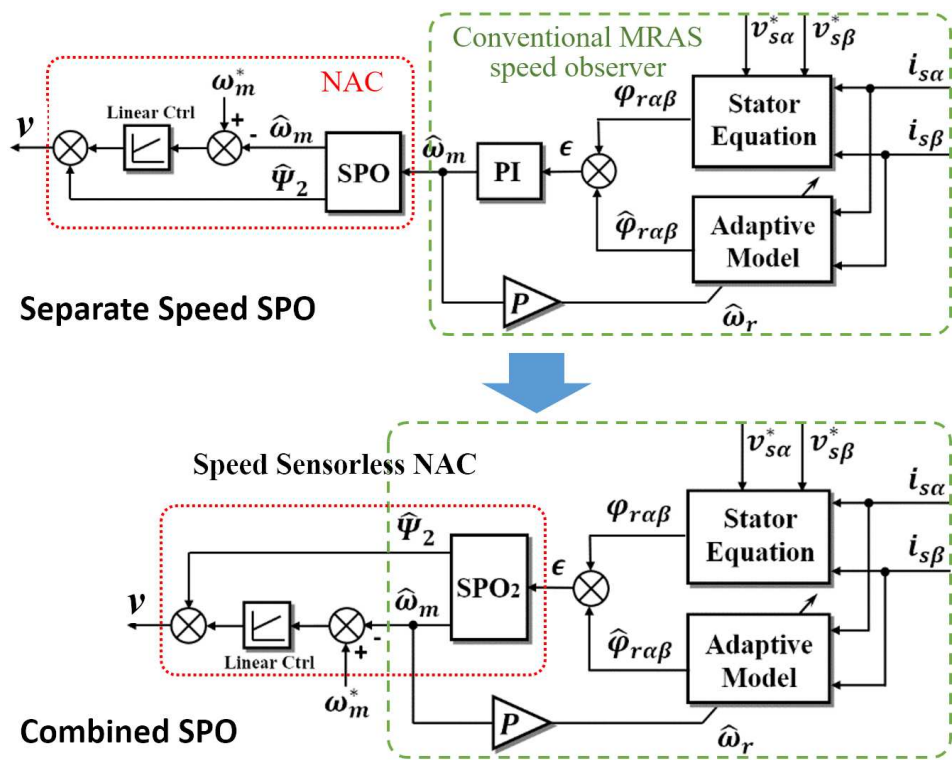 Conventional MRAS
speed observer
v*sα v*sβ
NAC
ω*m
isα
Linear Ctrl
φrαβ
Stator
Equation
+
-
ω̂m
ν
SPO
ω̂m
PI
ϵ
isβ
Ψ̂2
φ̂rαβ
Adaptive
Model
Separate Speed SPO
P
ω̂r
v*sα v*sβ
Speed Sensorless NAC
isα
φrαβ
Stator
Equation
Ψ̂2
isβ
SPO2
ϵ
ω̂m
ν
-
+
Linear Ctrl
φ̂rαβ
Adaptive
Model
ω*m
Combined SPO
P
ω̂r